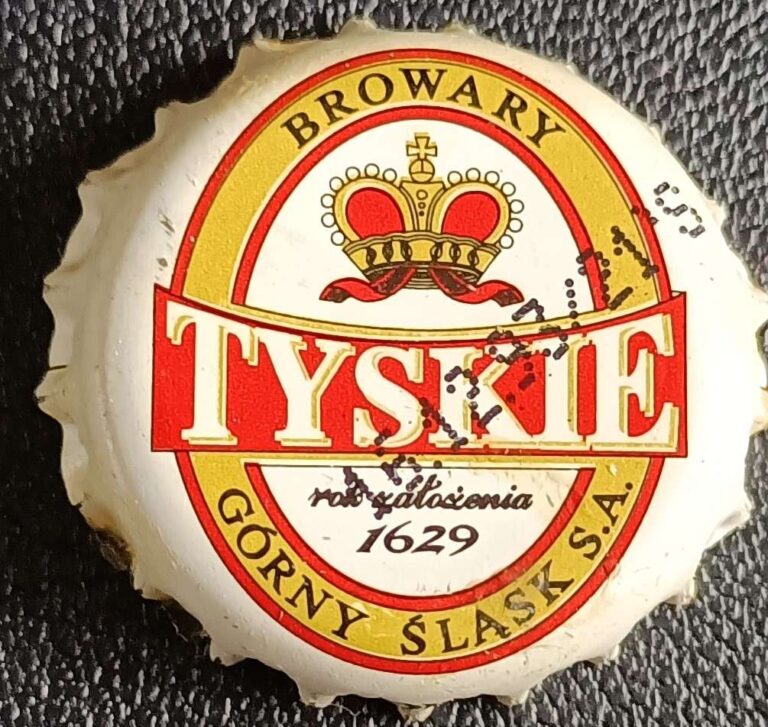 BROWARY
TYSKIE
rok założenia
1629
GÓRNY ŚLĄSK S.A.